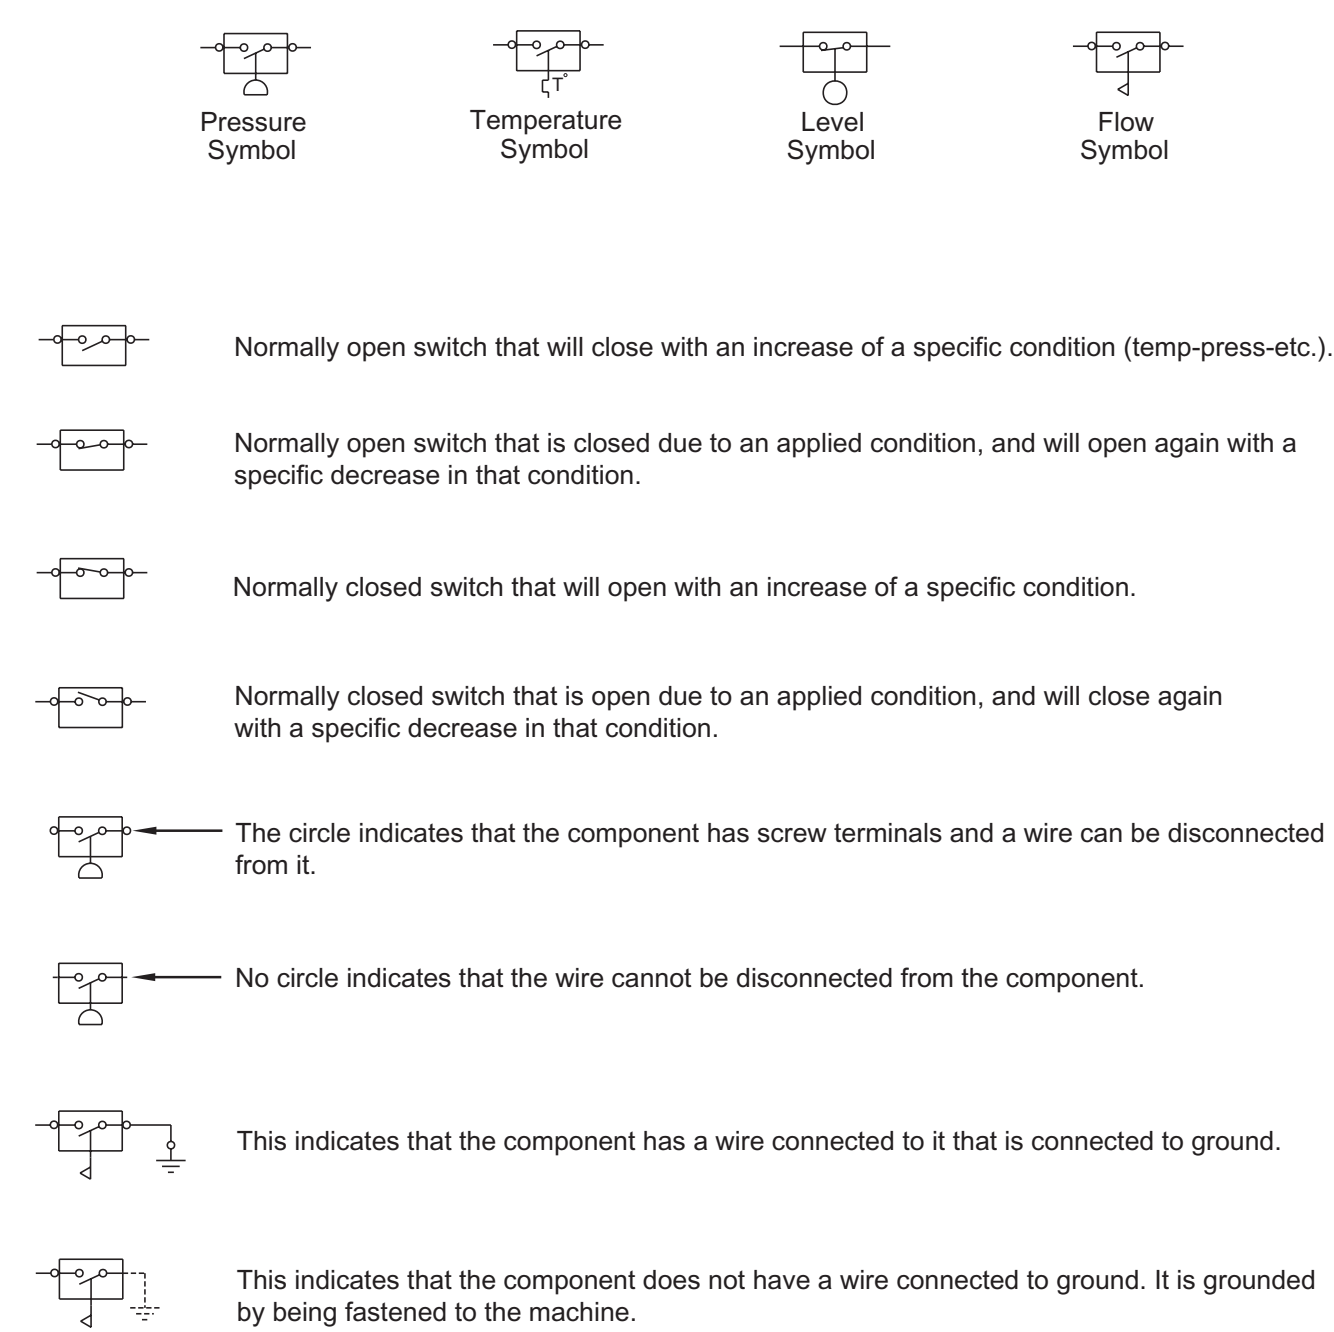 T°
Pressure
Symbol
Temperature
Symbol
Level
Symbol
Flow
Symbol
Normally open switch that will close with an increase of a specific condition (temp-press-etc.).
Normally open switch that is closed due to an applied condition, and will open again with a
specific decrease in that condition.
Normally closed switch that will open with an increase of a specific condition.
Normally closed switch that is open due to an applied condition, and will close again
with a specific decrease in that condition.
The circle indicates that the component has screw terminals and a wire can be disconnected
from it.
No circle indicates that the wire cannot be disconnected from the component.
This indicates that the component has a wire connected to it that is connected to ground.
This indicates that the component does not have a wire connected to ground. It is grounded
by being fastened to the machine.